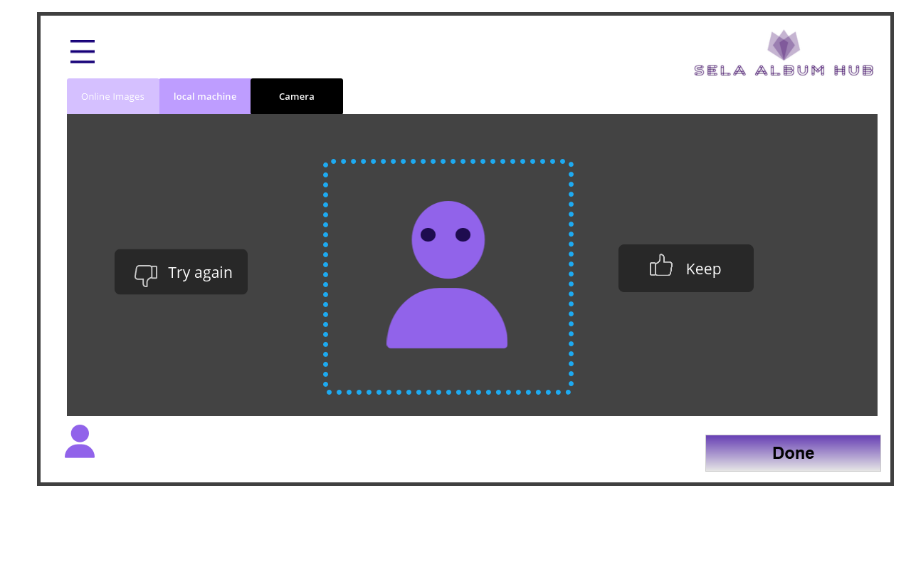 SELA ALBUM HUB
Online Images
local machine
Camera
Try again
Keep
Done